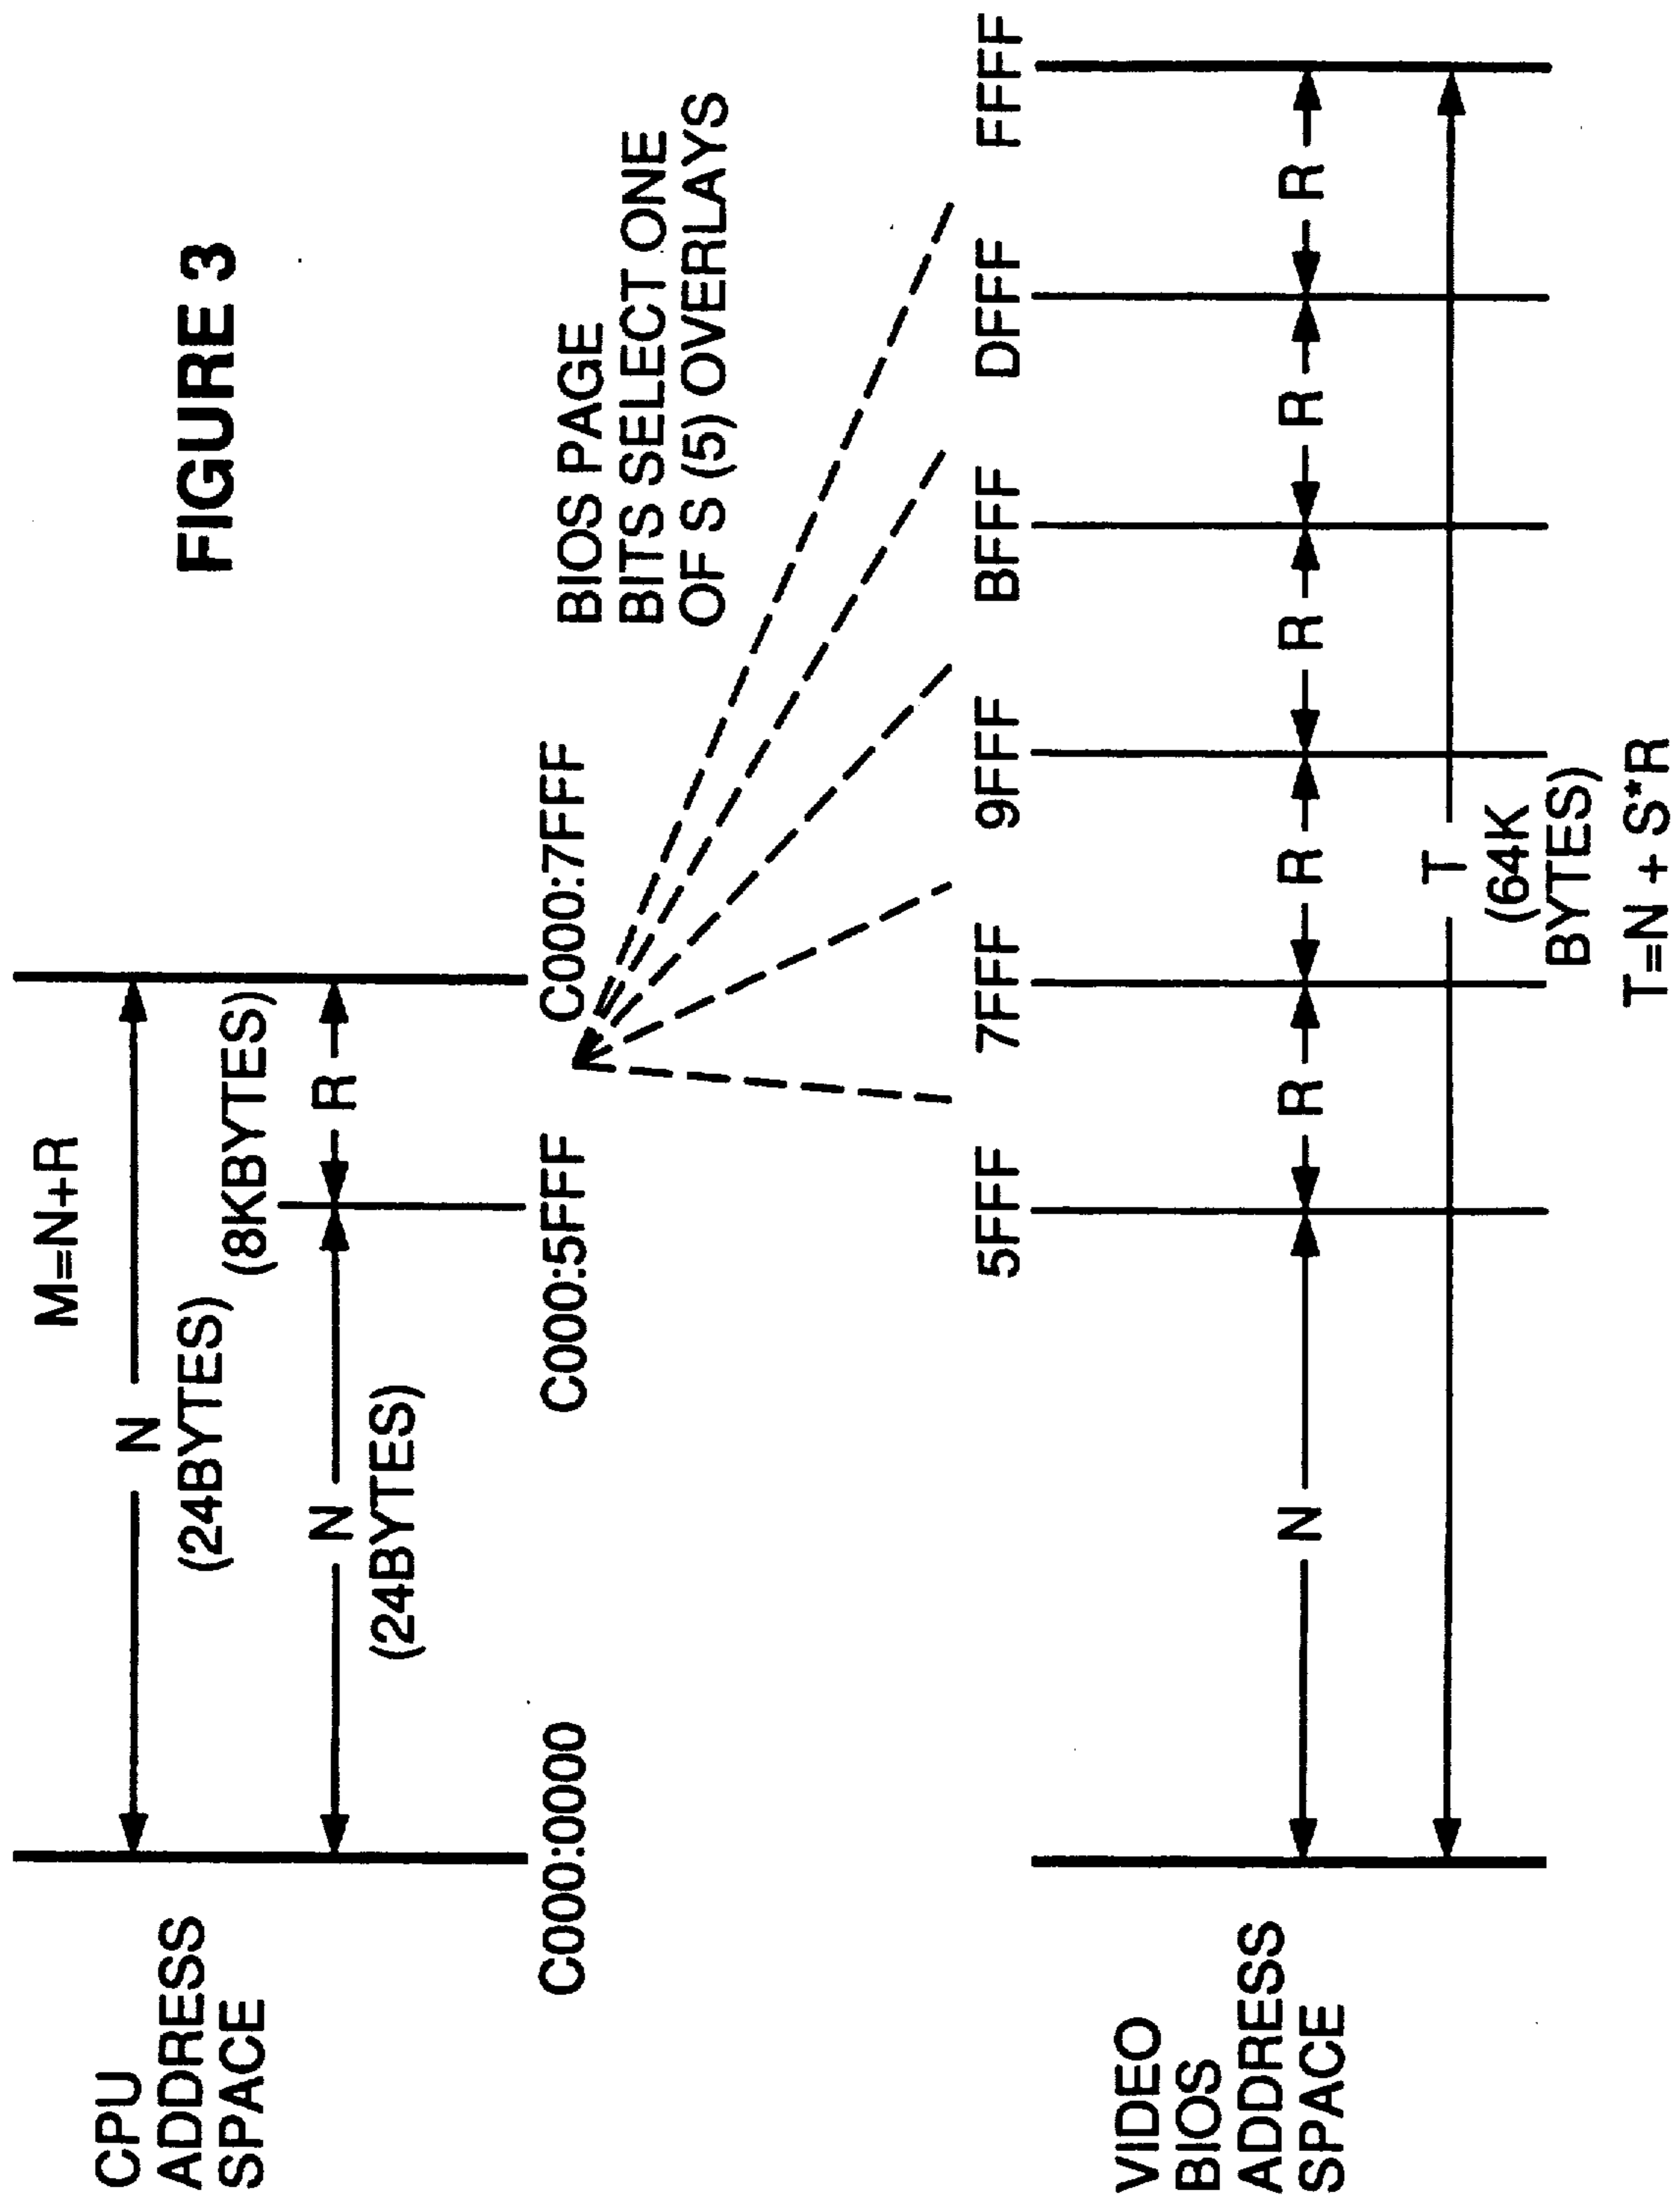 FIGURE 3
CPU
ADDRESS
SPACE
M=N+R
N
(24BYTES)
(8KBYTES)
N
R
(24BYTES)
C000:0000
C000:5FFF
C000:7FFF
BIOS PAGE
BITS SELECT ONE
OF S (5) OVERLAYS
5FFF
7FFF
9FFF
BFFF
DFFF
FFFF
VIDEO
BIOS
ADDRESS
SPACE
N
R
R
R
R
R
T
(64K
BYTES)
T=N + S*R